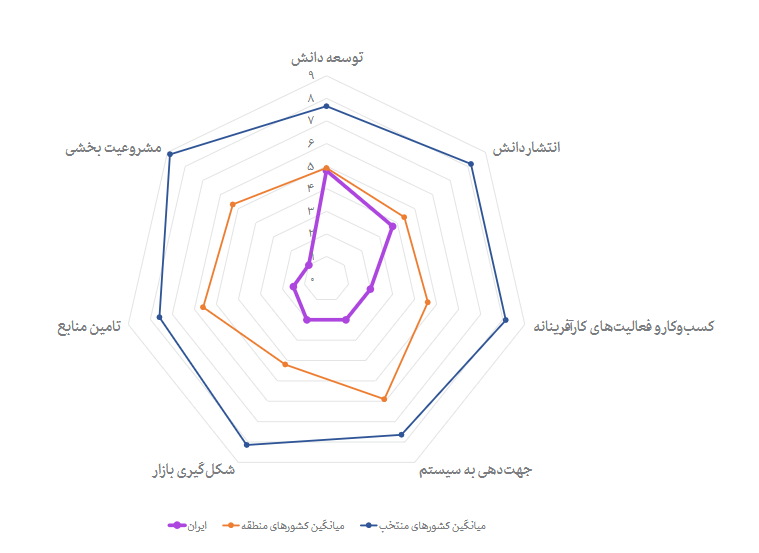 توسعه دانش
۹
۸
۷
۶
۵
۴
۳
۲
۱
۰
انتشار دانش
مشروعیت بخشی
کسب‌وکار و فعالیت‌های کارآفرینانه
تامین منابع
جهت‌دهی به سیستم
شکل‌گیری بازار
میانگین کشورهای منتخب
میانگین کشورهای منطقه
ایران